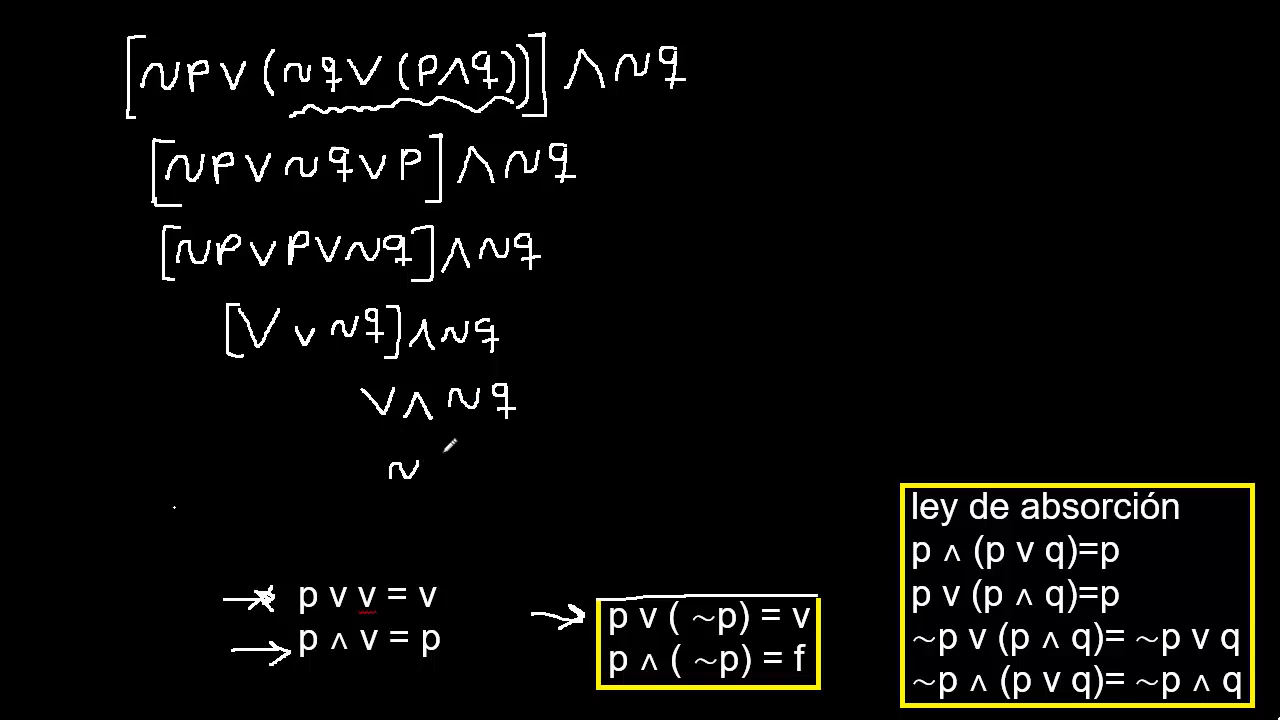 [~p∨(~q∨(p∧q))]∧~q
[~p∨~q∨p]∧~q
[~p∨p∨~q]∧~q
[V∨~q]∧~q
V∧~q
~
p v v = v
p ∧ v = p
p v ( ~p) = v
p ∧ ( ~p) = f
ley de absorción
p ∧ (p v q)=p
p v (p ∧ q)=p
~p v (p ∧ q)= ~p v q
~p ∧ (p v q)= ~p ∧ q